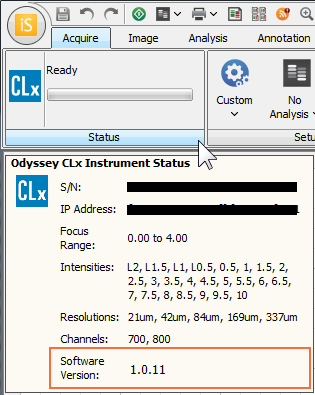 iS
Acquire Image Analysis Annotation
CLx
Ready
Custom
No
Analysis
Status
Setu
Odyssey CLx Instrument Status
CLx
S/N:
IP Address:
Focus
Range: 0.00 to 4.00
Intensities: L2, L1.5, L1, L0.5, 0.5, 1, 1.5, 2,
2.5, 3, 3.5, 4, 4.5, 5, 5.5, 6, 6.5,
7, 7.5, 8, 8.5, 9, 9.5, 10
Resolutions: 21um, 42um, 84um, 169um, 337um
Channels: 700, 800
Software
Version: 1.0.11